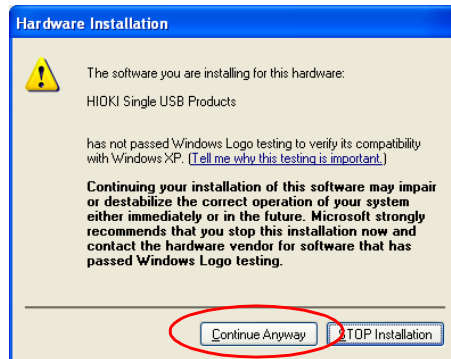 Hardware Installation
The software you are installing for this hardware:
HIOKI Single USB Products
has not passed Windows Logo testing to verify its compatibility
with Windows XP. (Tell me why this testing is important.)
Continuing your installation of this software may impair
or destabilize the correct operation of your system
either immediately or in the future. Microsoft strongly
recommends that you stop this installation now and
contact the hardware vendor for software that has
passed Windows Logo testing.
Continue Anyway
STOP Installation